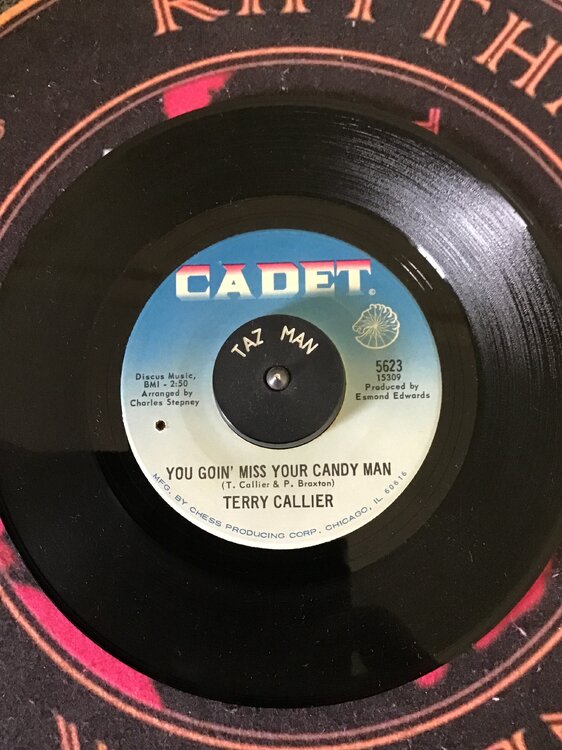 RHYTH
CADET
TAZ MAN
Discus Music,
BMI - 2:50
Arranged by
Charles Stepney
5623
15309
Produced by
Esmond Edwards
YOU GOIN' MISS YOUR CANDY MAN
(T. Callier & P. Braxton)
TERRY CALLIER
MFG. BY CHESS PRODUCING CORP., CHICAGO, IL 60616